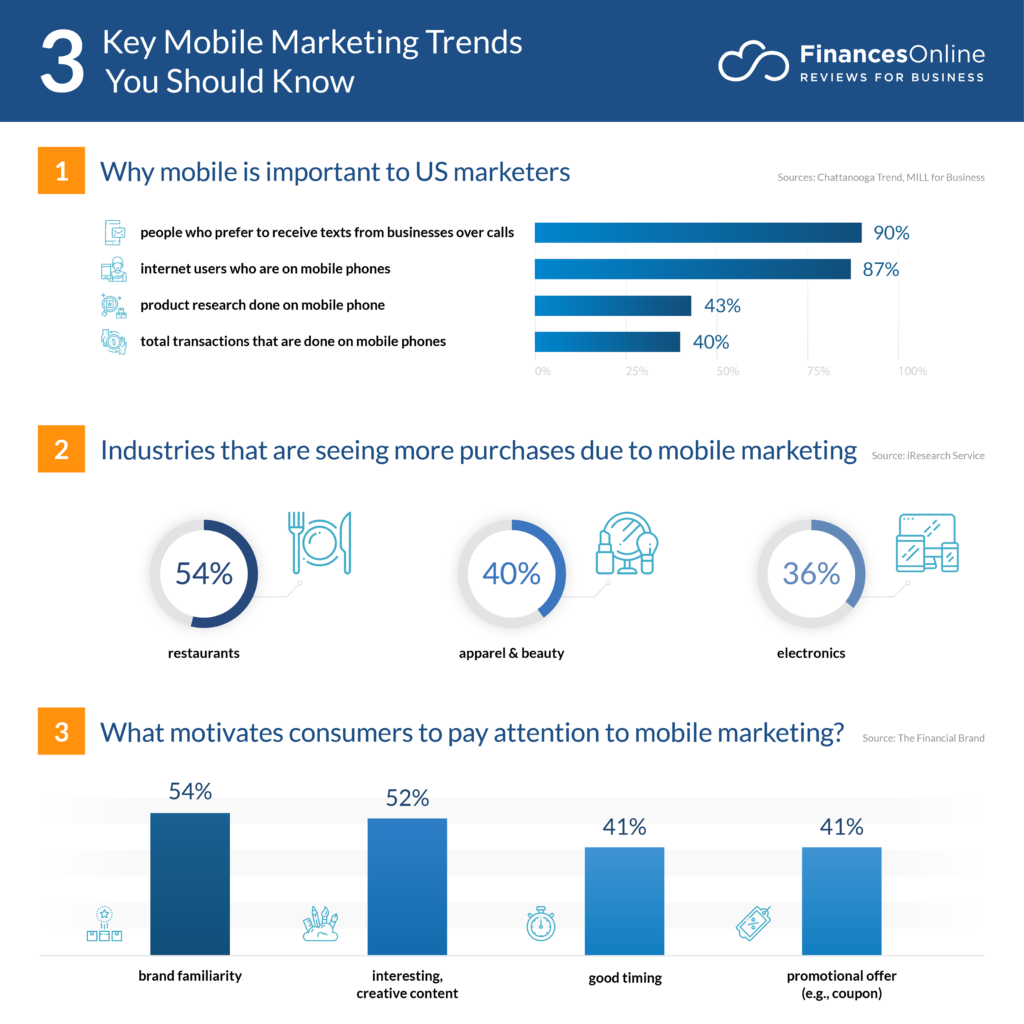 3
Key Mobile Marketing Trends
You Should Know
FinancesOnline
REVIEWS FOR BUSINESS
1
Why mobile is important to US marketers
Sources: Chattanooga Trend, MILL for Business
people who prefer to receive texts from businesses over calls
90%
internet users who are on mobile phones
87%
product research done on mobile phone
43%
total transactions that are done on mobile phones
40%
0% 25% 50% 75% 100%
2
Industries that are seeing more purchases due to mobile marketing
Source: iResearch Service
54%
restaurants
40%
apparel & beauty
36%
electronics
3
What motivates consumers to pay attention to mobile marketing?
Source: The Financial Brand
54%
brand familiarity
52%
interesting,
creative content
41%
good timing
41%
promotional offer
(e.g., coupon)